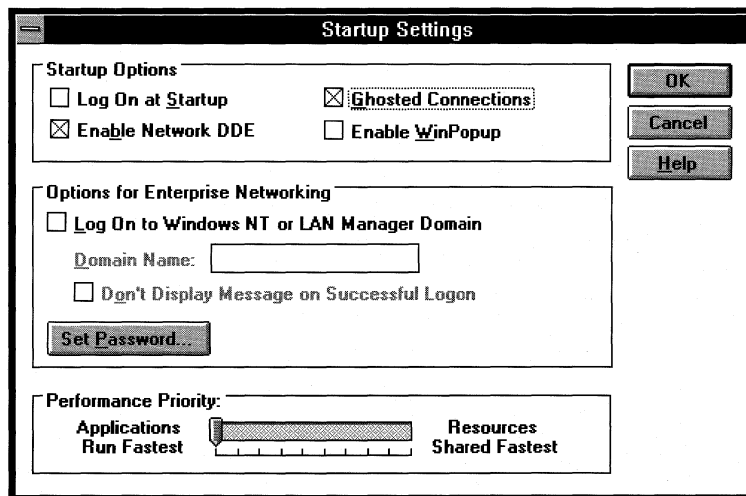 Startup Settings
Startup Options
Log On at Startup
Ghosted Connections
Enable Network DDE
Enable WinPopup
OK
Cancel
Help
Options for Enterprise Networking
Log On to Windows NT or LAN Manager Domain
Domain Name:
Don't Display Message on Successful Logon
Set Password...
Performance Priority:
Applications
Run Fastest
Resources
Shared Fastest